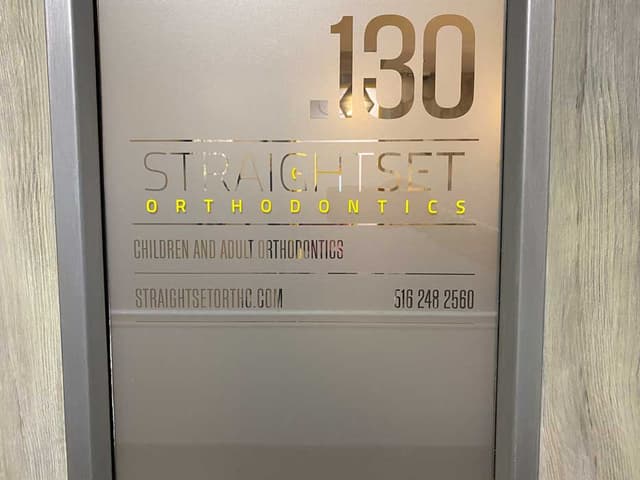 .130
STRAIGHTSET
ORTHODONTICS
CHILDREN AND ADULT ORTHODONTICS
STRAIGHTSETORTHO.COM 516 248 2560